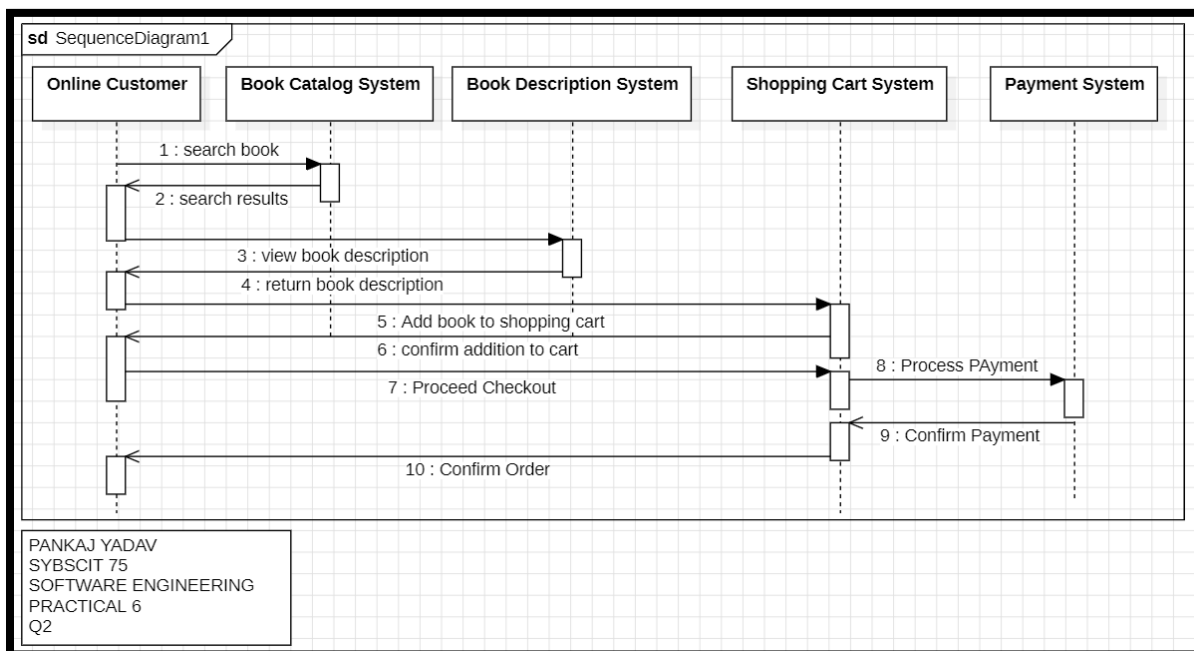 sd SequenceDiagram1
Online Customer
Book Catalog System
Book Description System
Shopping Cart System
Payment System
1 : search book
2 : search results
3 : view book description
4 : return book description
5 : Add book to shopping cart
6 : confirm addition to cart
7 : Proceed Checkout
8 : Process PAyment
9 : Confirm Payment
10 : Confirm Order
PANKAJ YADAV
SYBSCIT 75
SOFTWARE ENGINEERING
PRACTICAL 6
Q2